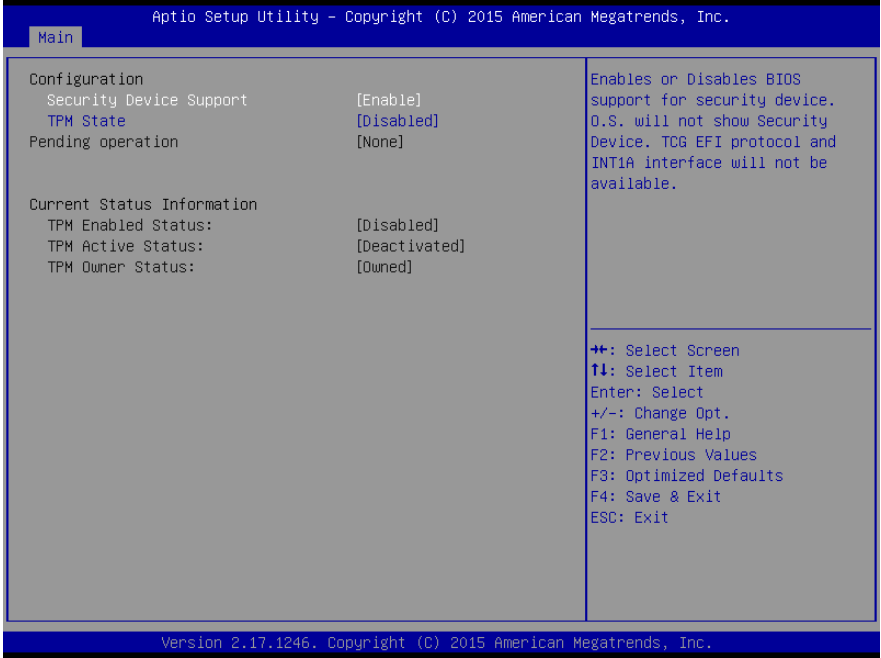 Aptio Setup Utility – Copyright (C) 2015 American Megatrends, Inc.
Main
Configuration
Security Device Support [Enable]
TPM State [Disabled]
Pending operation [None]
Current Status Information
TPM Enabled Status: [Disabled]
TPM Active Status: [Deactivated]
TPM Owner Status: [Owned]
Enables or Disables BIOS
support for security device.
O.S. will not show Security
Device. TCG EFI protocol and
INT1A interface will not be
available.
→←: Select Screen
↑↓: Select Item
Enter: Select
+/-: Change Opt.
F1: General Help
F2: Previous Values
F3: Optimized Defaults
F4: Save & Exit
ESC: Exit
Version 2.17.1246. Copyright (C) 2015 American Megatrends, Inc.